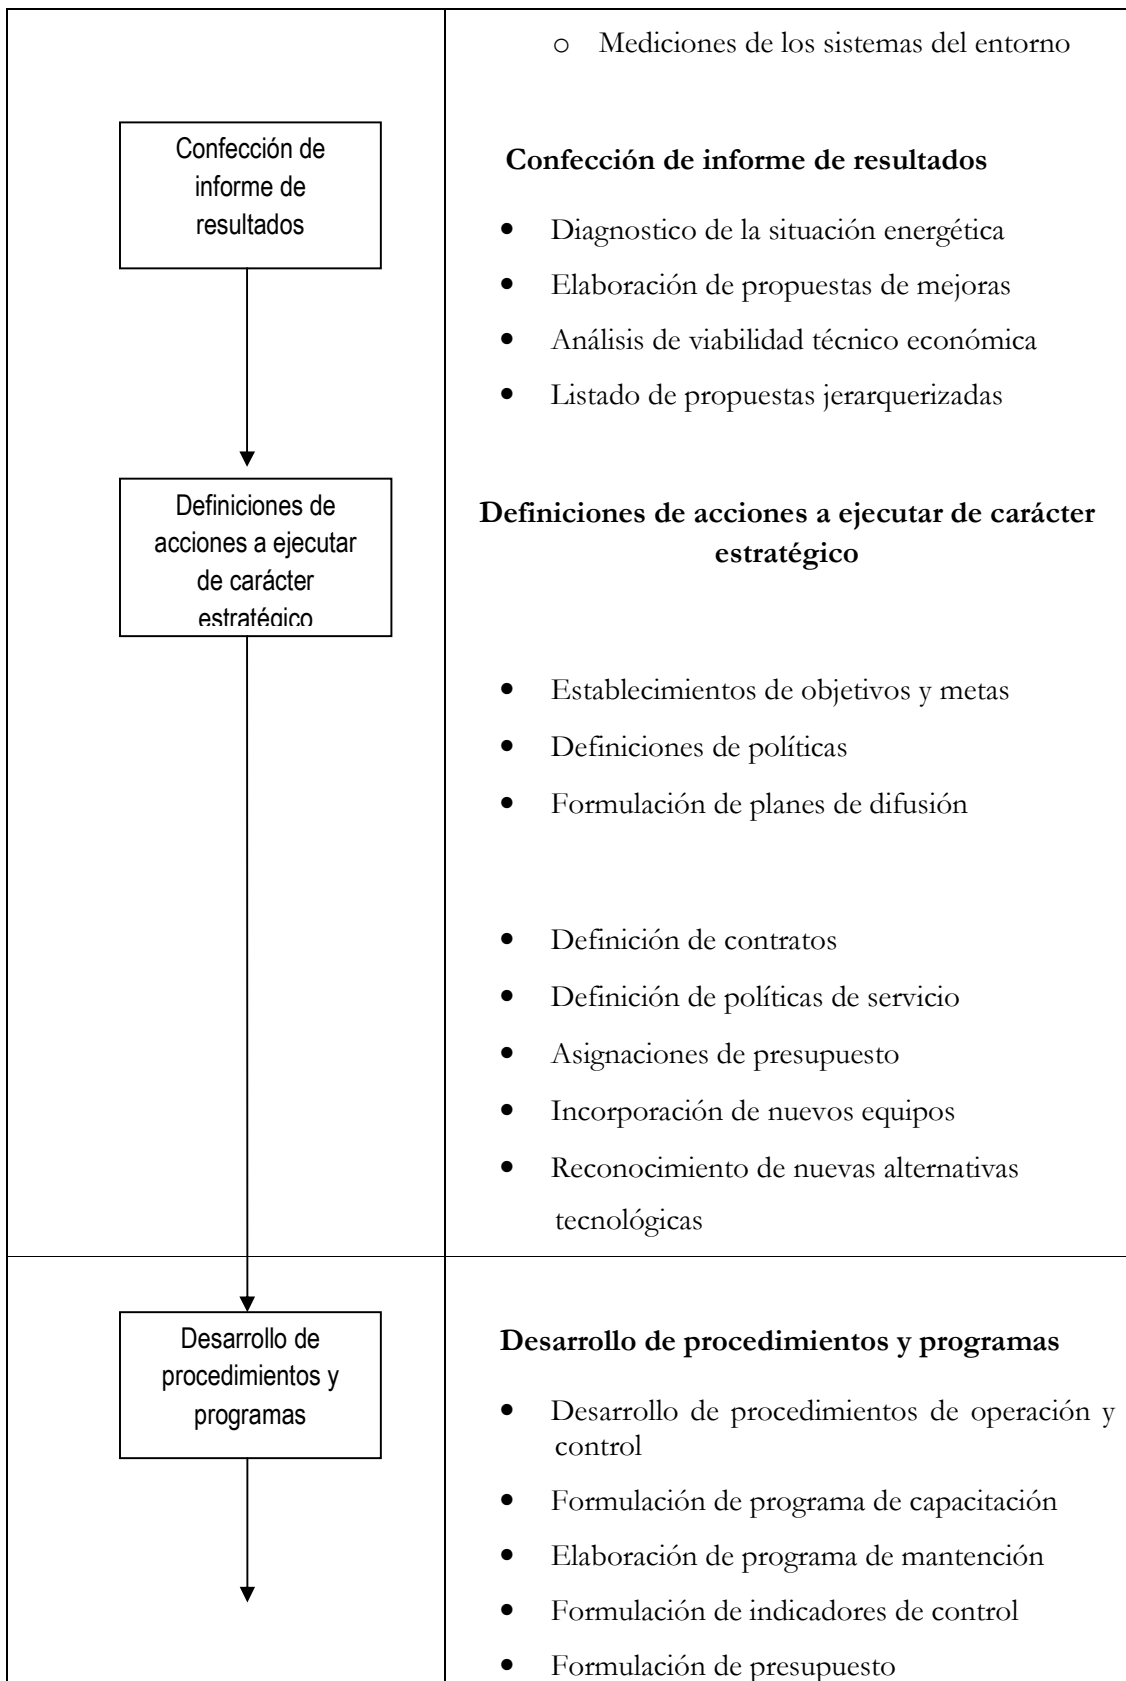 o Mediciones de los sistemas del entorno
Confección de
informe de
resultados
Confección de informe de resultados
• Diagnostico de la situación energética
• Elaboración de propuestas de mejoras
• Análisis de viabilidad técnico económica
• Listado de propuestas jerarquerizadas
Definiciones de
acciones a ejecutar
de carácter
estratégico
Definiciones de acciones a ejecutar de carácter
estratégico
• Establecimientos de objetivos y metas
• Definiciones de políticas
• Formulación de planes de difusión
• Definición de contratos
• Definición de políticas de servicio
• Asignaciones de presupuesto
• Incorporación de nuevos equipos
• Reconocimiento de nuevas alternativas
tecnológicas
Desarrollo de
procedimientos y
programas
Desarrollo de procedimientos y programas
• Desarrollo de procedimientos de operación y
control
• Formulación de programa de capacitación
• Elaboración de programa de mantención
• Formulación de indicadores de control
• Formulación de presupuesto